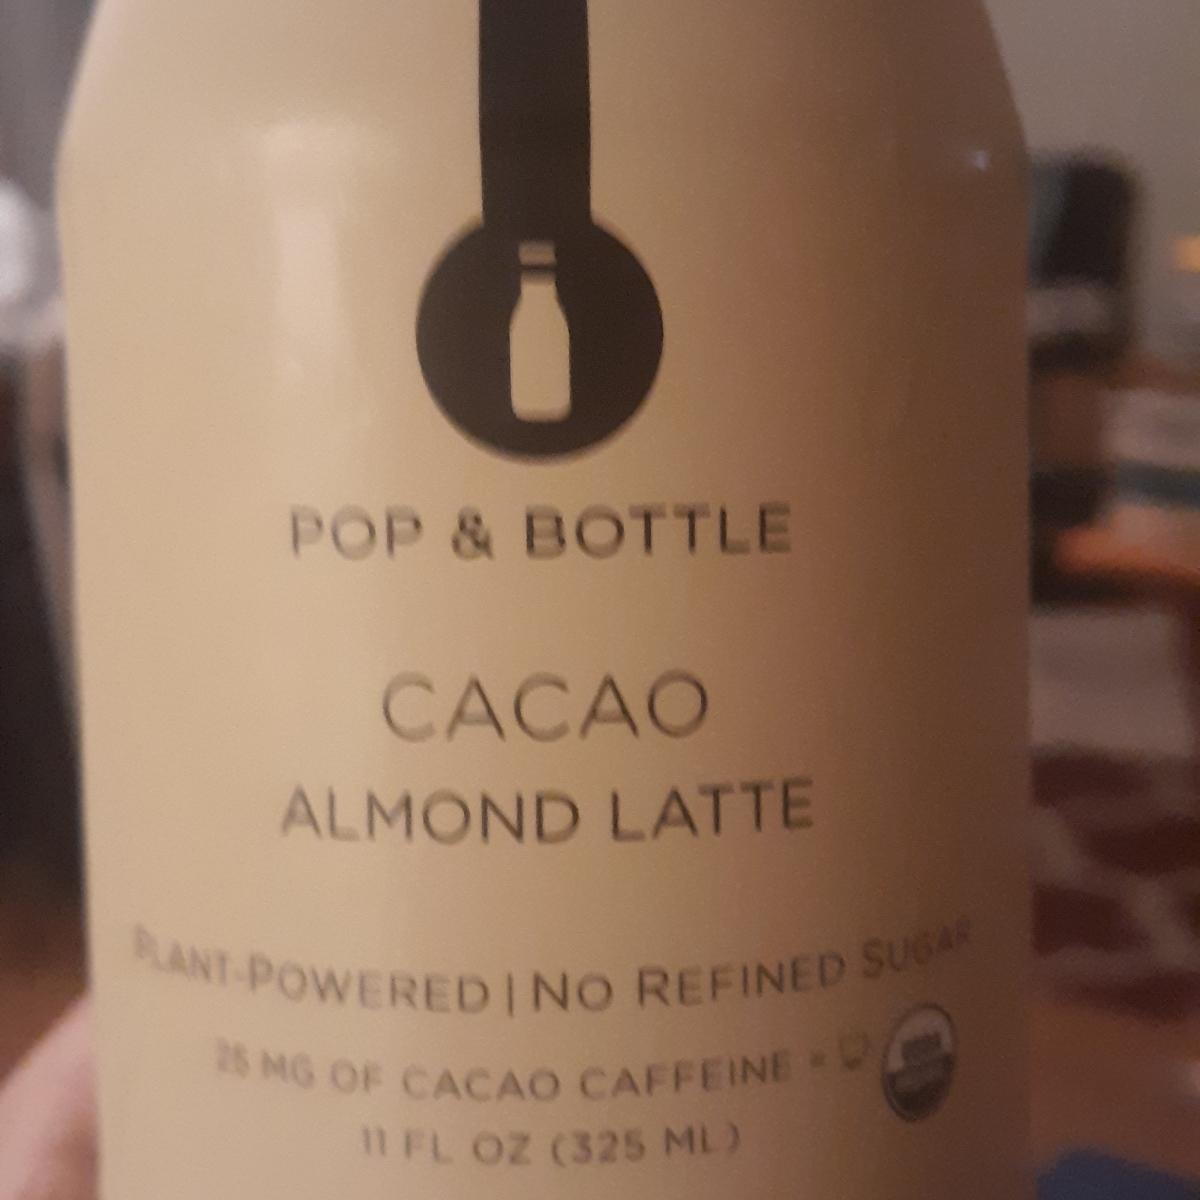 POP & BOTTLE
CACAO
ALMOND LATTE
PLANT-POWERED | NO REFINED SUGAR
25 MG OF CACAO CAFFEINE =
USDA
11 FL OZ (325 ML)